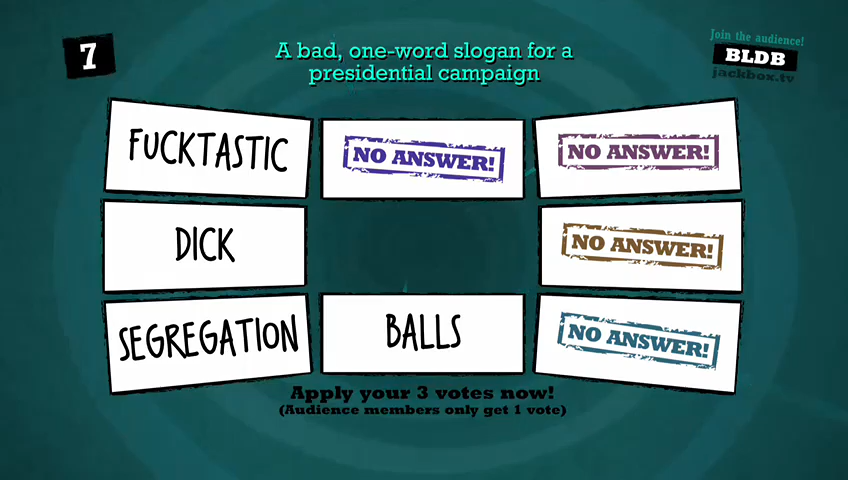 7
A bad, one-word slogan for a
presidential campaign
Join the audience!
BLDB
jackbox.tv
FUCKTASTIC
NO ANSWER!
NO ANSWER!
DICK
NO ANSWER!
SEGREGATION
BALLS
NO ANSWER!
Apply your 3 votes now!
(Audience members only get 1 vote)